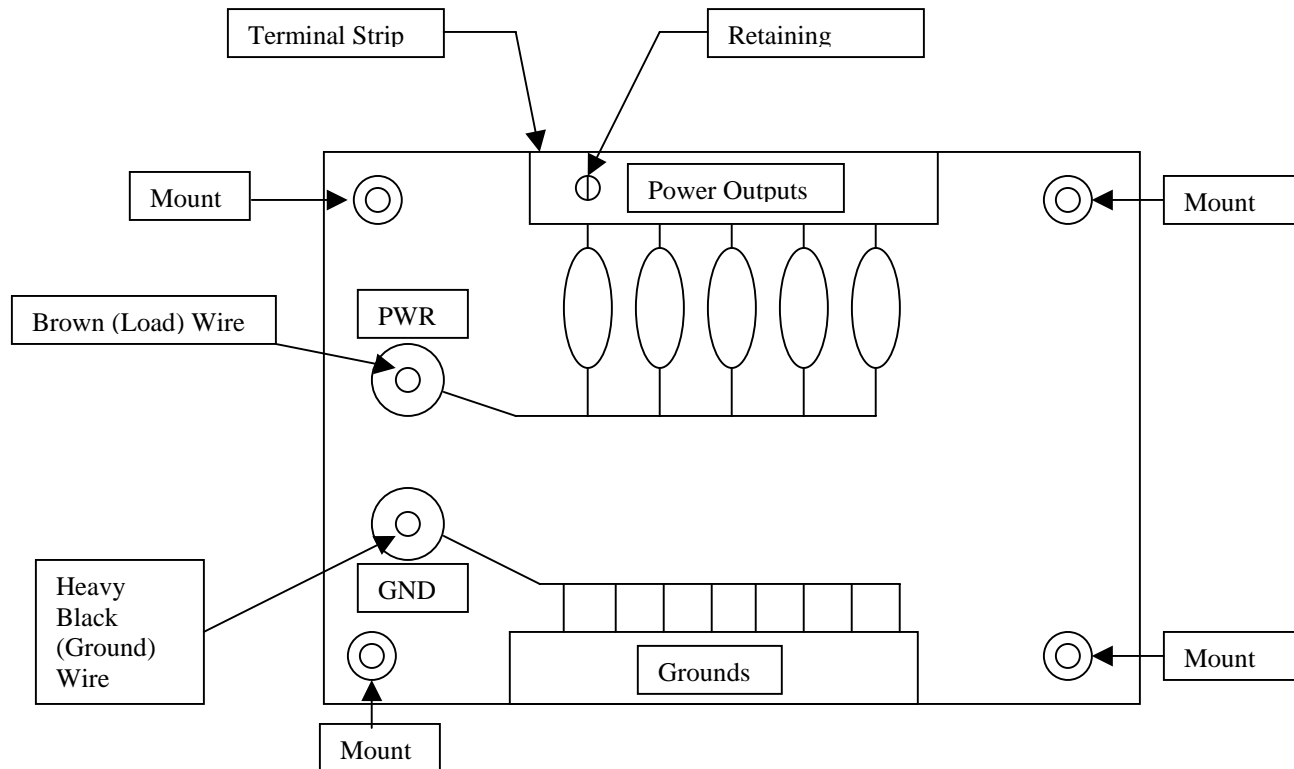 Terminal Strip
Retaining
Mount
Power Outputs
Mount
Brown (Load) Wire
PWR
Heavy
Black
(Ground)
Wire
GND
Grounds
Mount
Mount